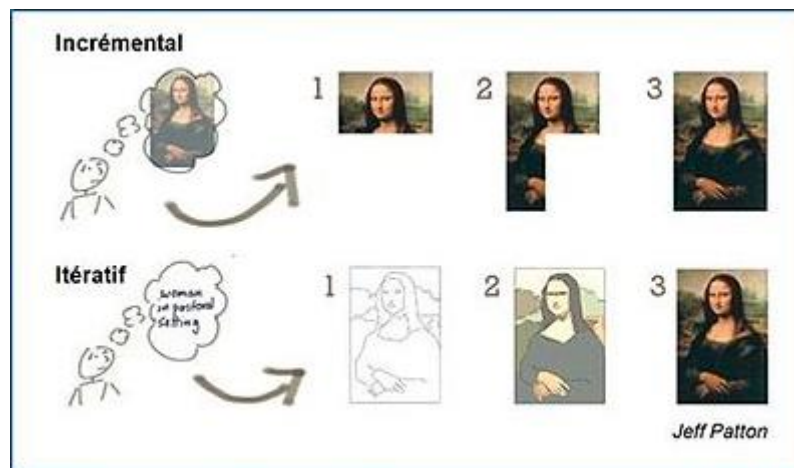 Incrémental
1
2
3
Itératif
woman
in pastoral
setting
1
2
3
Jeff Patton